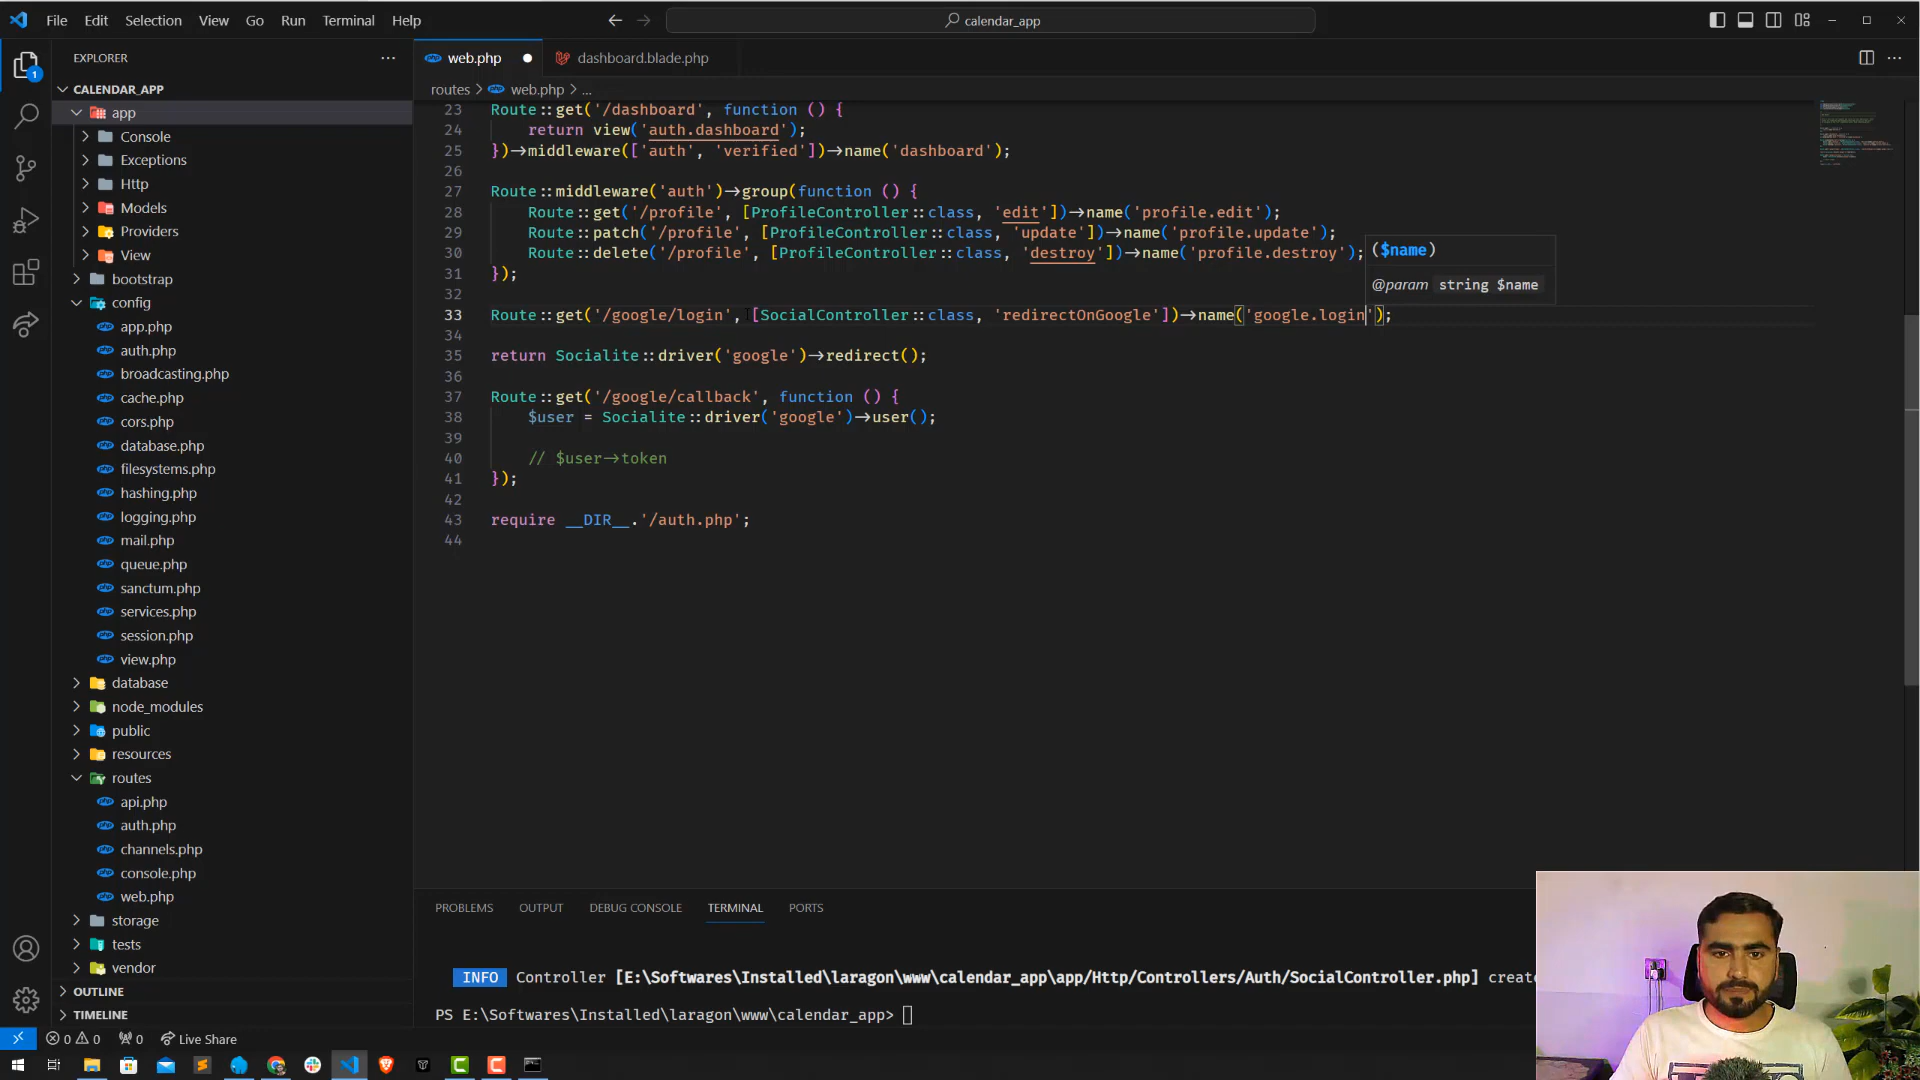 File Edit Selection View Go Run Terminal Help
calendar_app
EXPLORER
web.php
dashboard.blade.php
1
CALENDAR_APP
routes > web.php > ...
app
Console
Exceptions
Http
Models
Providers
View
bootstrap
config
app.php
auth.php
broadcasting.php
cache.php
cors.php
database.php
filesystems.php
hashing.php
logging.php
mail.php
queue.php
sanctum.php
services.php
session.php
view.php
database
node_modules
public
resources
routes
api.php
auth.php
channels.php
console.php
web.php
storage
tests
vendor
OUTLINE
TIMELINE
23 Route::get('/dashboard', function () {
24 return view('auth.dashboard');
25 })->middleware(['auth', 'verified'])->name('dashboard');
26
27 Route::middleware('auth')->group(function () {
28 Route::get('/profile', [ProfileController::class, 'edit'])->name('profile.edit');
29 Route::patch('/profile', [ProfileController::class, 'update'])->name('profile.update');
30 Route::delete('/profile', [ProfileController::class, 'destroy'])->name('profile.destroy');
31 });
32
33 Route::get('/google/login', [SocialController::class, 'redirectOnGoogle'])->name('google.login');
34
35 return Socialite::driver('google')->redirect();
36
37 Route::get('/google/callback', function () {
38 $user = Socialite::driver('google')->user();
39
40 // $user->token
41 });
42
43 require __DIR__.'/auth.php';
44
($name)
@param string $name
PROBLEMS OUTPUT DEBUG CONSOLE TERMINAL PORTS
INFO Controller [E:\Softwares\Installed\laragon\www\calendar_app\app/Http/Controllers/Auth/SocialController.php] create
PS E:\Softwares\Installed\laragon\www\calendar_app>
0 0 0 Live Share